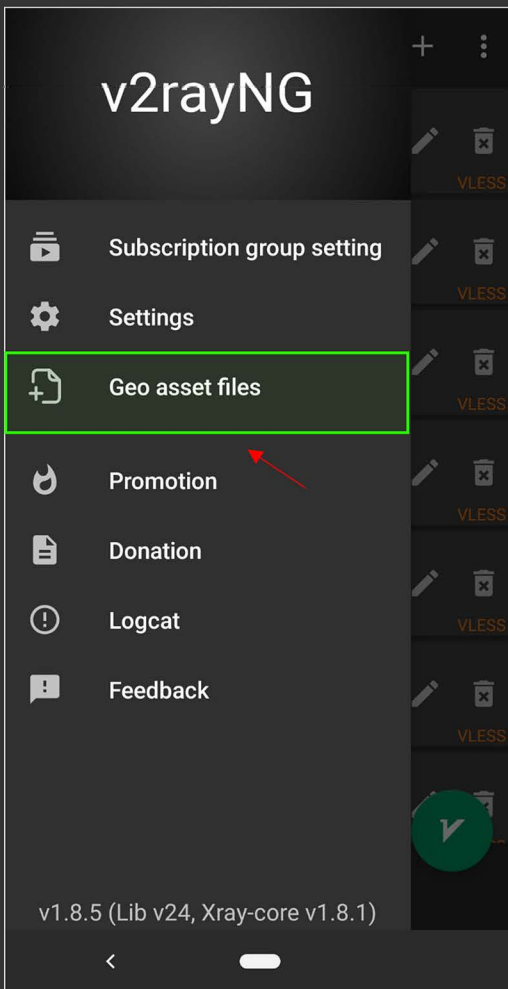 v2rayNG
VLESS
Subscription group setting
VLESS
Settings
Geo asset files
VLESS
Promotion
VLESS
Donation
Logcat
VLESS
Feedback
VLESS
v1.8.5 (Lib v24, Xray-core v1.8.1)